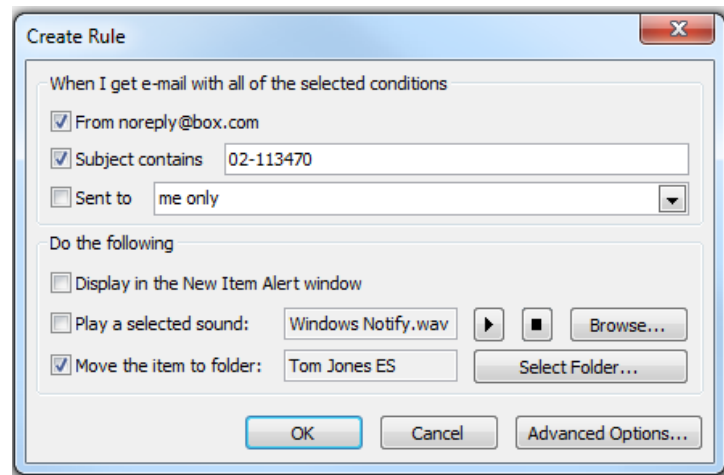 Create Rule
When I get e-mail with all of the selected conditions
From noreply@box.com
Subject contains 02-113470
Sent to me only
Do the following
Display in the New Item Alert window
Play a selected sound: Windows Notify.wav Browse...
Move the item to folder: Tom Jones ES Select Folder...
OK Cancel Advanced Options...